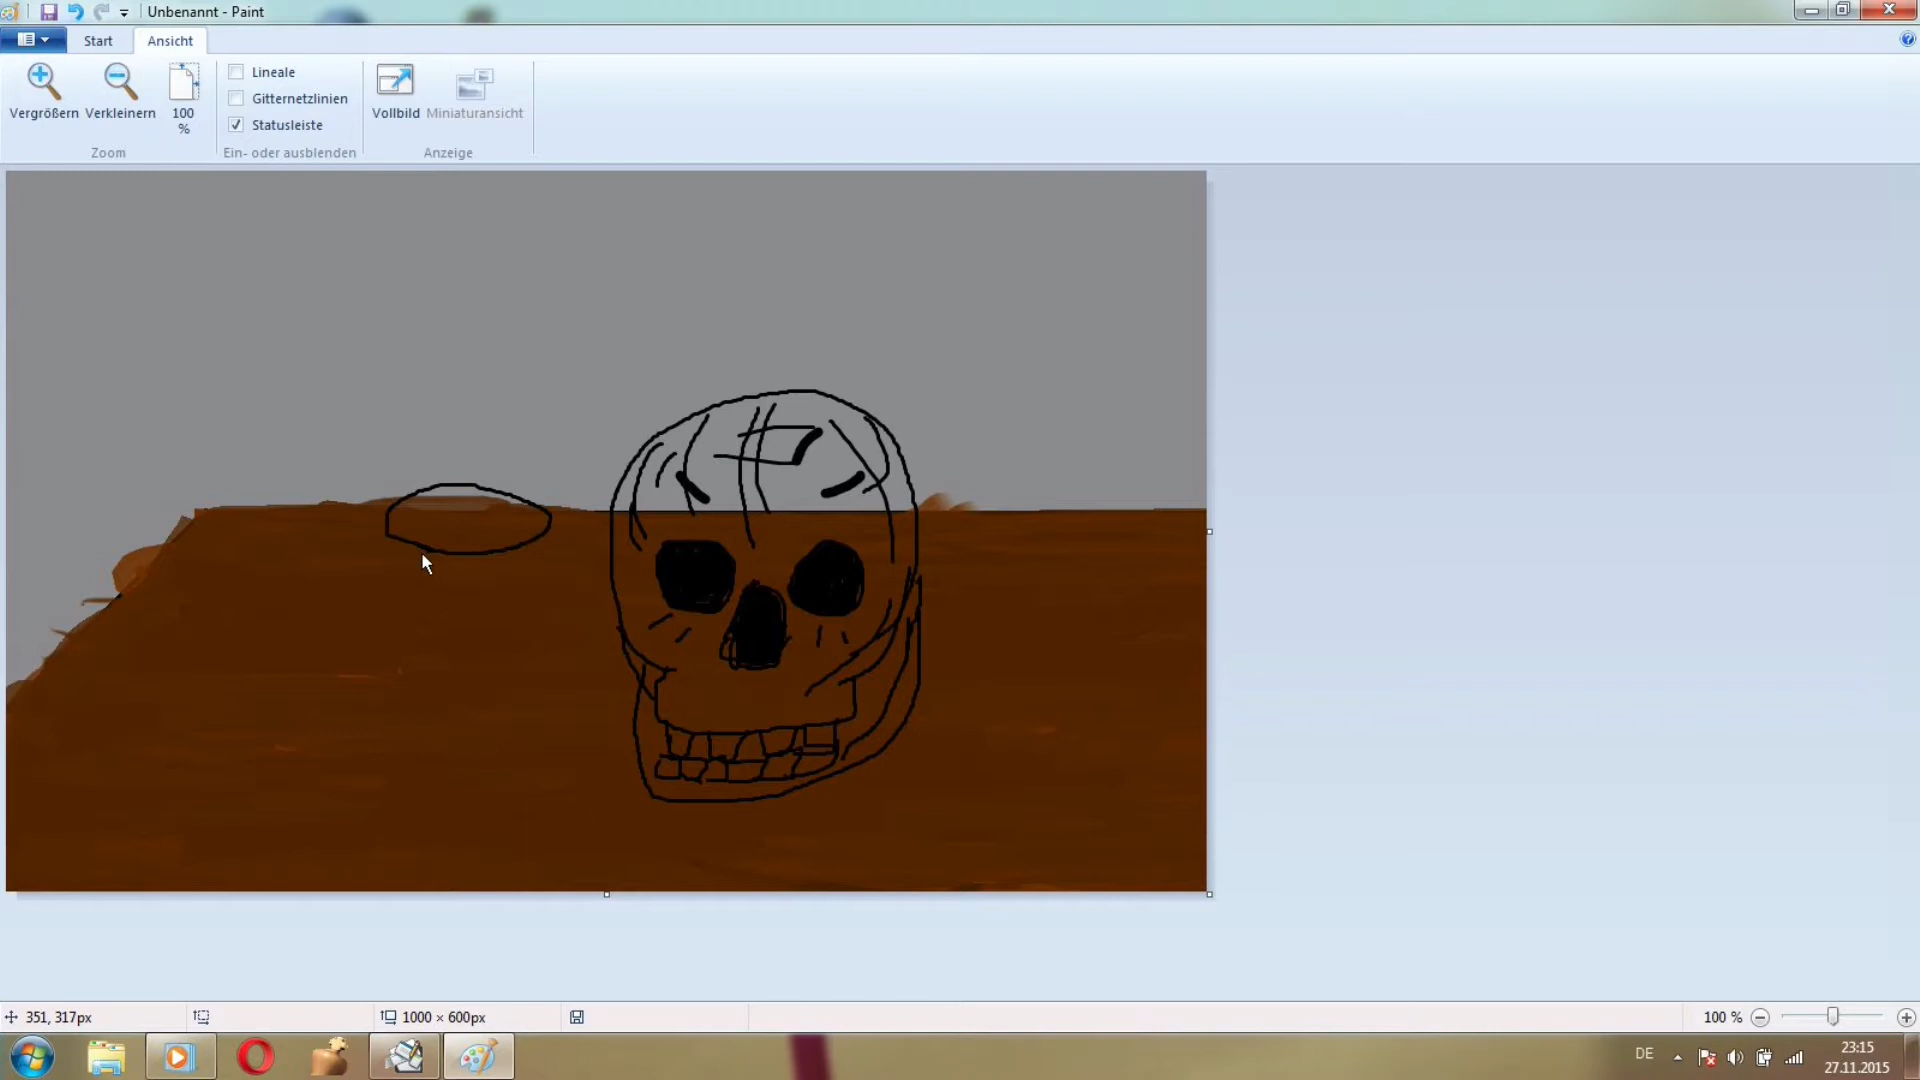 Unbenannt - Paint
Start
Ansicht
Vergrößern
Verkleinern
100
%
Lineale
Gitternetzlinien
Statusleiste
Vollbild
Miniaturansicht
Zoom
Ein- oder ausblenden
Anzeige
351, 317px
1000 × 600px
100 %
DE
23:15
27.11.2015